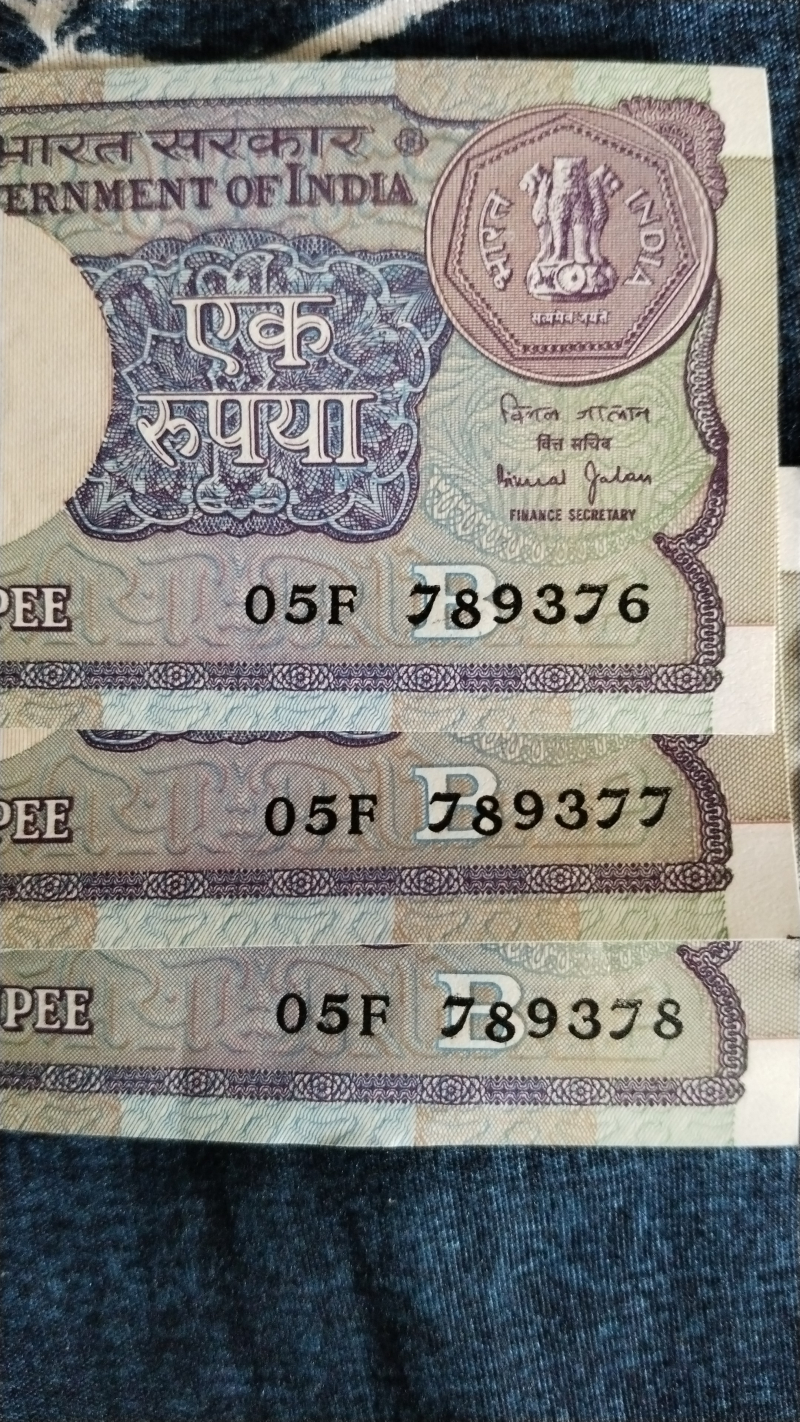 भारत सरकार
ERNMENT OF INDIA
भारत INDIA
सत्यमेव जयते
एक
रुपया
विमल जालान
वित्त सचिव
Bimal Jalan
FINANCE SECRETARY
PEE 05F B 789376
PEE 05F B 789377
PEE 05F B 789378